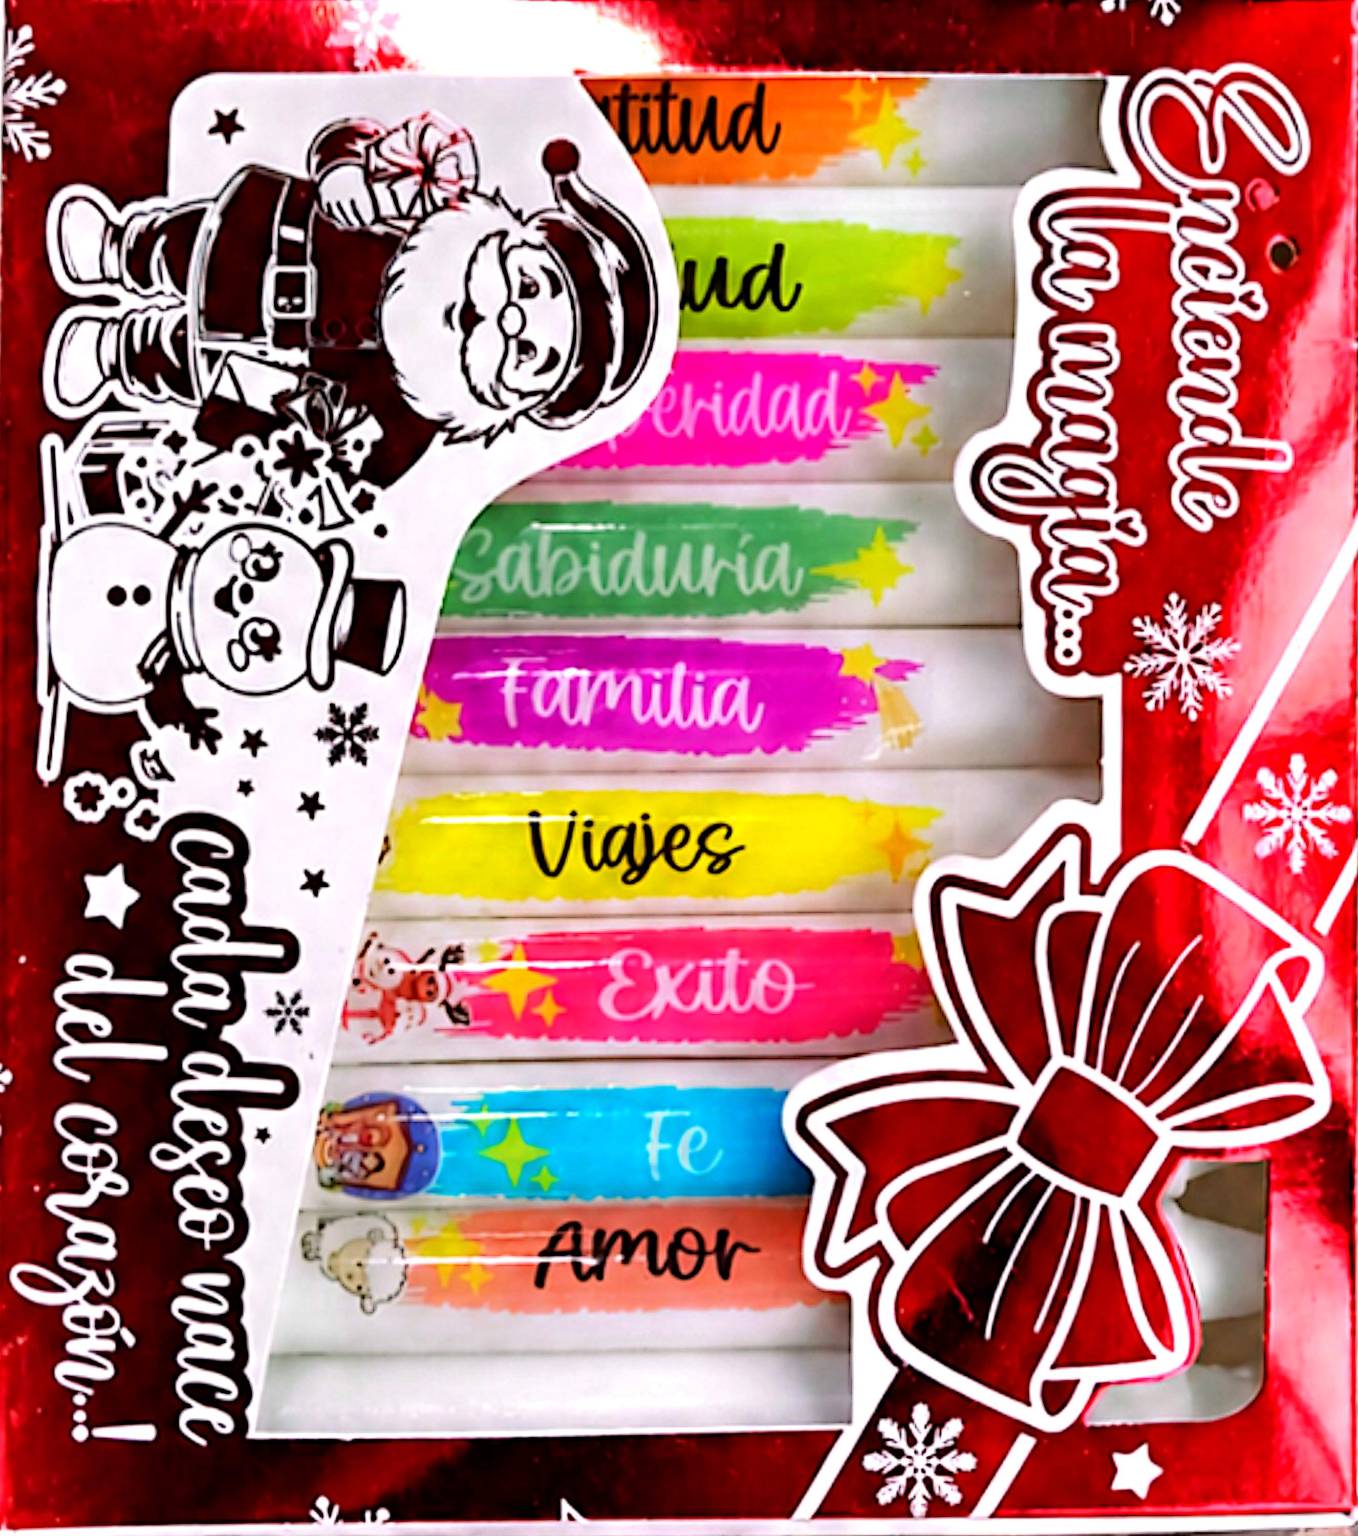 Enciende
la magia...
titud
ud
eridad
Sabiduría
Familia
Viajes
Exito
Fe
Amor
cada deseo nace
del corazón...!